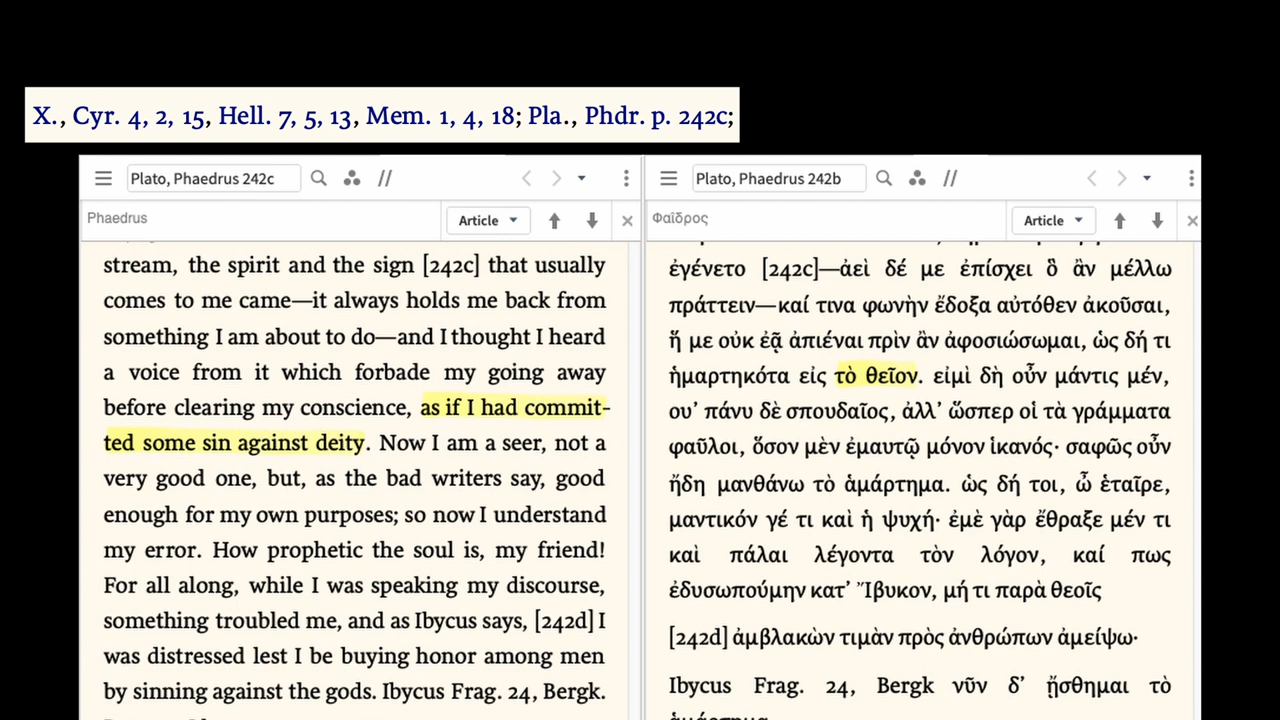 X., Cyr. 4, 2, 15, Hell. 7, 5, 13, Mem. 1, 4, 18; Pla., Phdr. p. 242c;
Plato, Phaedrus 242c
Phaedrus
Article
stream, the spirit and the sign [242c] that usually
comes to me came—it always holds me back from
something I am about to do—and I thought I heard
a voice from it which forbade my going away
before clearing my conscience, as if I had commit-
ted some sin against deity. Now I am a seer, not a
very good one, but, as the bad writers say, good
enough for my own purposes; so now I understand
my error. How prophetic the soul is, my friend!
For all along, while I was speaking my discourse,
something troubled me, and as Ibycus says, [242d] I
was distressed lest I be buying honor among men
by sinning against the gods. Ibycus Frag. 24, Bergk.
Plato, Phaedrus 242b
Φαῖδρος
Article
ἐγένετο [242c]—ἀεὶ δέ με ἐπίσχει ὃ ἂν μέλλω
πράττειν—καί τινα φωνὴν ἔδοξα αὐτόθεν ἀκοῦσαι,
ἥ με οὐκ ἐᾷ ἀπιέναι πρὶν ἂν ἀφοσιώσωμαι, ὡς δή τι
ἡμαρτηκότα εἰς τὸ θεῖον. εἰμὶ δὴ οὖν μάντις μέν,
ου’ πάνυ δὲ σπουδαῖος, ἀλλ’ ὥσπερ οἱ τὰ γράμματα
φαῦλοι, ὅσον μὲν ἐμαυτῷ μόνον ἱκανός· σαφῶς οὖν
ἤδη μανθάνω τὸ ἁμάρτημα. ὡς δή τοι, ὦ ἑταῖρε,
μαντικόν γέ τι καὶ ἡ ψυχή· ἐμὲ γὰρ ἔθραξε μέν τι
καὶ πάλαι λέγοντα τὸν λόγον, καί πως
ἐδυσωπούμην κατ’ Ἴβυκον, μή τι παρὰ θεοῖς
[242d] ἀμβλακὼν τιμὰν πρὸς ἀνθρώπων ἀμείψω·
Ibycus Frag. 24, Bergk νῦν δ’ ᾔσθημαι τὸ